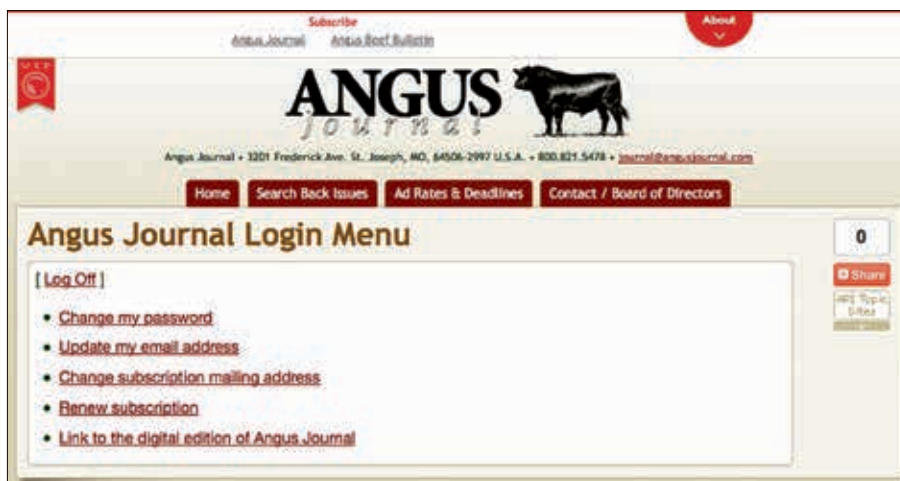 Subscribe
Angus Journal Angus Beef Bulletin
About
ANGUS
journal
Angus Journal • 3201 Frederick Ave. St. Joseph, MO, 64506-2997 U.S.A. • 800.821.5478 • journal@angusjournal.com
Home Search Back Issues Ad Rates & Deadlines Contact / Board of Directors
Angus Journal Login Menu
0
[ Log Off ]
Share
• Change my password
• Update my email address
• Change subscription mailing address
• Renew subscription
• Link to the digital edition of Angus Journal